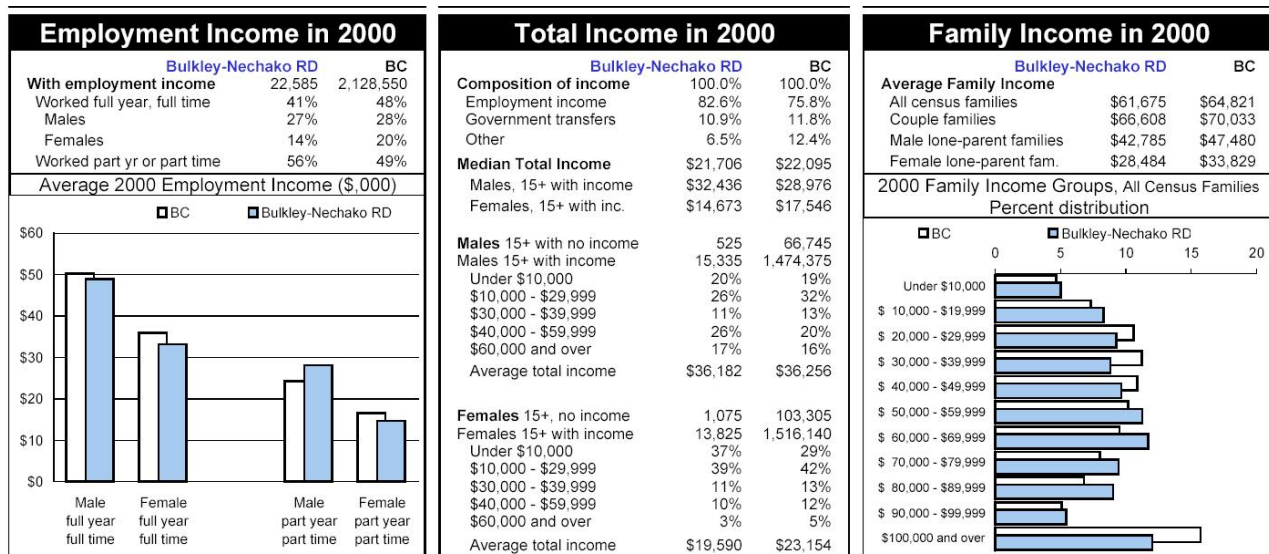 Employment Income in 2000
Bulkley-Nechako RD BC
With employment income 22,585 2,128,550
Worked full year, full time 41% 48%
Males 27% 28%
Females 14% 20%
Worked part yr or part time 56% 49%
Average 2000 Employment Income ($,000)
BC Bulkley-Nechako RD
$60
$50
$40
$30
$20
$10
$0
Male Female Male Female
full year full year part year part year
full time full time part time part time
Total Income in 2000
Bulkley-Nechako RD BC
Composition of income 100.0% 100.0%
Employment income 82.6% 75.8%
Government transfers 10.9% 11.8%
Other 6.5% 12.4%
Median Total Income $21,706 $22,095
Males, 15+ with income $32,436 $28,976
Females, 15+ with inc. $14,673 $17,546
Males 15+ with no income 525 66,745
Males 15+ with income 15,335 1,474,375
Under $10,000 20% 19%
$10,000 - $29,999 26% 32%
$30,000 - $39,999 11% 13%
$40,000 - $59,999 26% 20%
$60,000 and over 17% 16%
Average total income $36,182 $36,256
Females 15+, no income 1,075 103,305
Females 15+ with income 13,825 1,516,140
Under $10,000 37% 29%
$10,000 - $29,999 39% 42%
$30,000 - $39,999 11% 13%
$40,000 - $59,999 10% 12%
$60,000 and over 3% 5%
Average total income $19,590 $23,154
Family Income in 2000
Bulkley-Nechako RD BC
Average Family Income
All census families $61,675 $64,821
Couple families $66,608 $70,033
Male lone-parent families $42,785 $47,480
Female lone-parent fam. $28,484 $33,829
2000 Family Income Groups, All Census Families
Percent distribution
BC Bulkley-Nechako RD
0 5 10 15 20
Under $10,000
$ 10,000 - $19,999
$ 20,000 - $29,999
$ 30,000 - $39,999
$ 40,000 - $49,999
$ 50,000 - $59,999
$ 60,000 - $69,999
$ 70,000 - $79,999
$ 80,000 - $89,999
$ 90,000 - $99,999
$100,000 and over